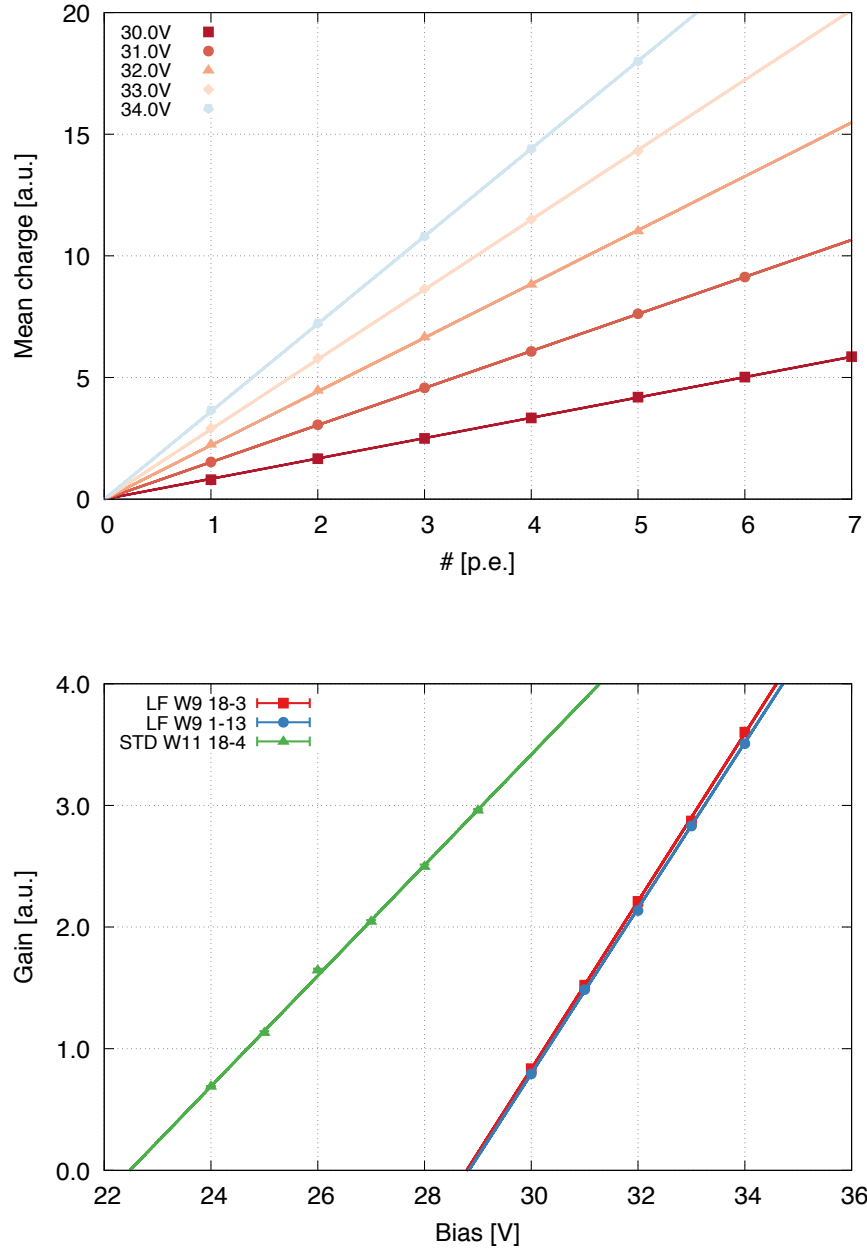 20
15
10
5
0
Mean charge [a.u.]
30.0V
31.0V
32.0V
33.0V
34.0V
0 1 2 3 4 5 6 7
# [p.e.]
4.0
3.0
2.0
1.0
0.0
Gain [a.u.]
LF W9 18-3
LF W9 1-13
STD W11 18-4
22 24 26 28 30 32 34 36
Bias [V]